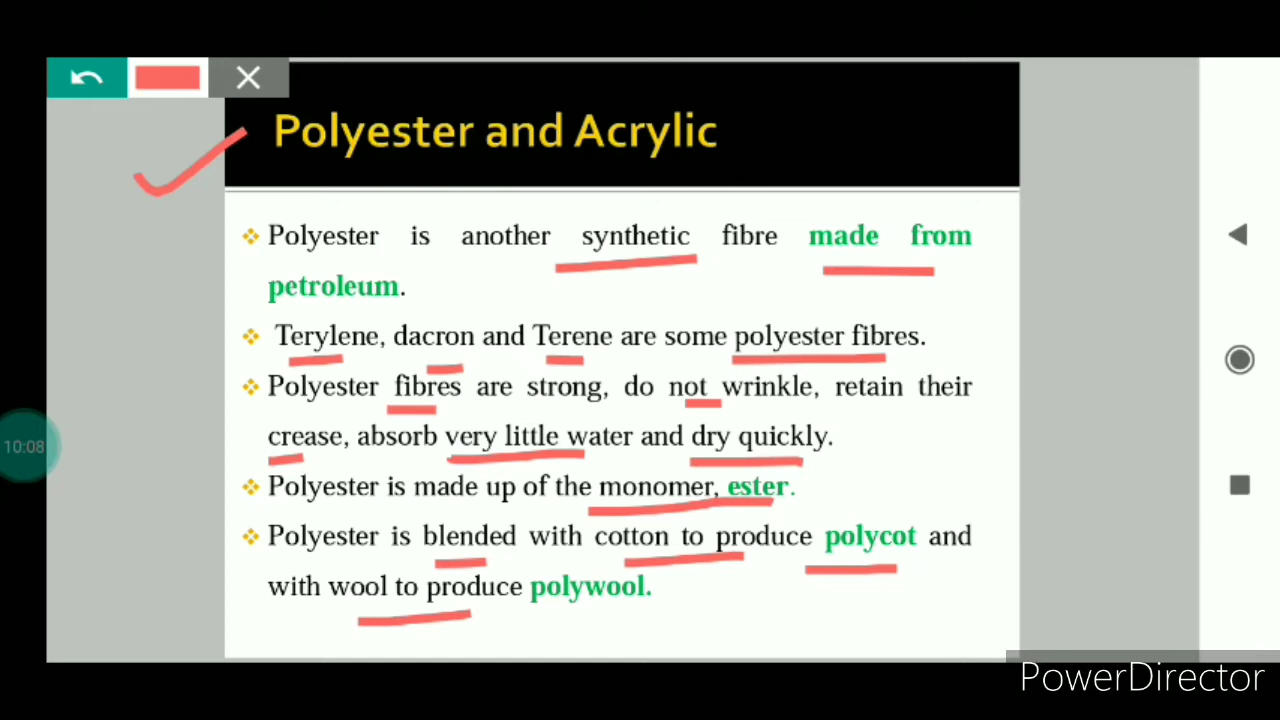 Polyester and Acrylic
Polyester is another synthetic fibre made from
petroleum.
Terylene, dacron and Terene are some polyester fibres.
Polyester fibres are strong, do not wrinkle, retain their
crease, absorb very little water and dry quickly.
10:08
Polyester is made up of the monomer, ester.
Polyester is blended with cotton to produce polycot and
with wool to produce polywool.
PowerDirector